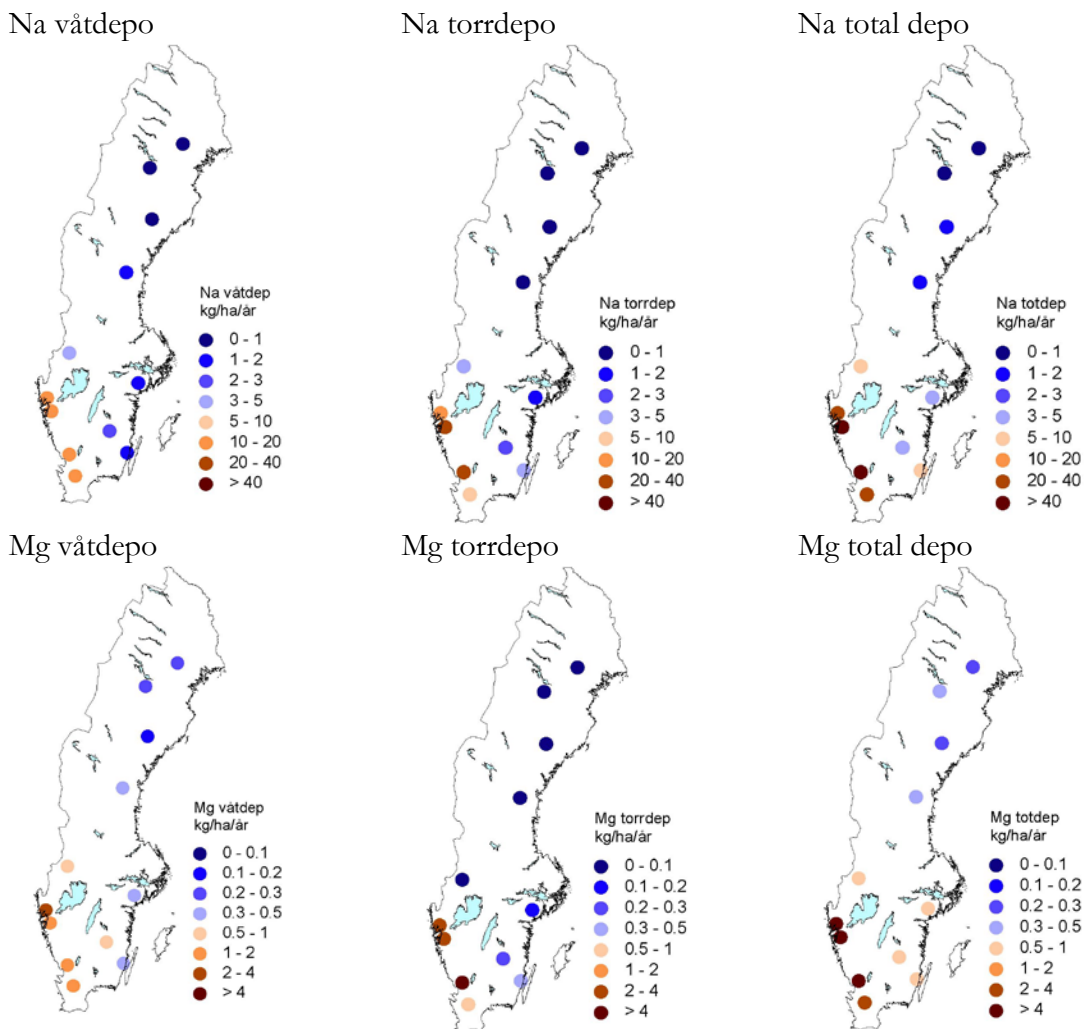 Na våtdepo
Na torrdepo
Na total depo
Na våtdep
kg/ha/år
0 - 1
1 - 2
2 - 3
3 - 5
5 - 10
10 - 20
20 - 40
> 40
Na torrdep
kg/ha/år
0 - 1
1 - 2
2 - 3
3 - 5
5 - 10
10 - 20
20 - 40
> 40
Na totdep
kg/ha/år
0 - 1
1 - 2
2 - 3
3 - 5
5 - 10
10 - 20
20 - 40
> 40
Mg våtdepo
Mg torrdepo
Mg total depo
Mg våtdep
kg/ha/år
0 - 0.1
0.1 - 0.2
0.2 - 0.3
0.3 - 0.5
0.5 - 1
1 - 2
2 - 4
> 4
Mg torrdep
kg/ha/år
0 - 0.1
0.1 - 0.2
0.2 - 0.3
0.3 - 0.5
0.5 - 1
1 - 2
2 - 4
> 4
Mg totdep
kg/ha/år
0 - 0.1
0.1 - 0.2
0.2 - 0.3
0.3 - 0.5
0.5 - 1
1 - 2
2 - 4
> 4